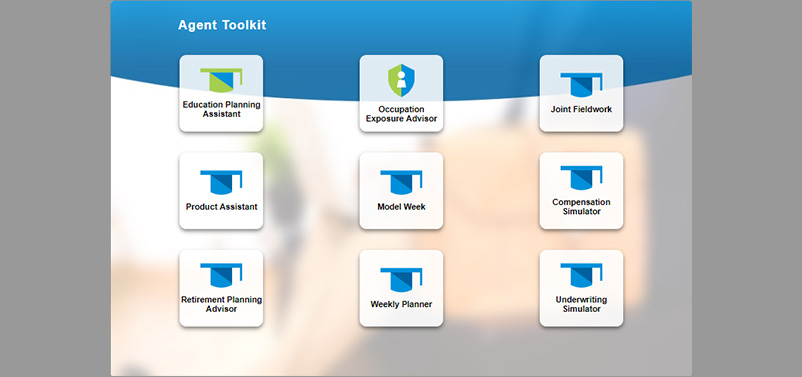 Agent Toolkit
Education Planning
Assistant
Occupation
Exposure Advisor
Joint Fieldwork
Product Assistant
Model Week
Compensation
Simulator
Retirement Planning
Advisor
Weekly Planner
Underwriting
Simulator